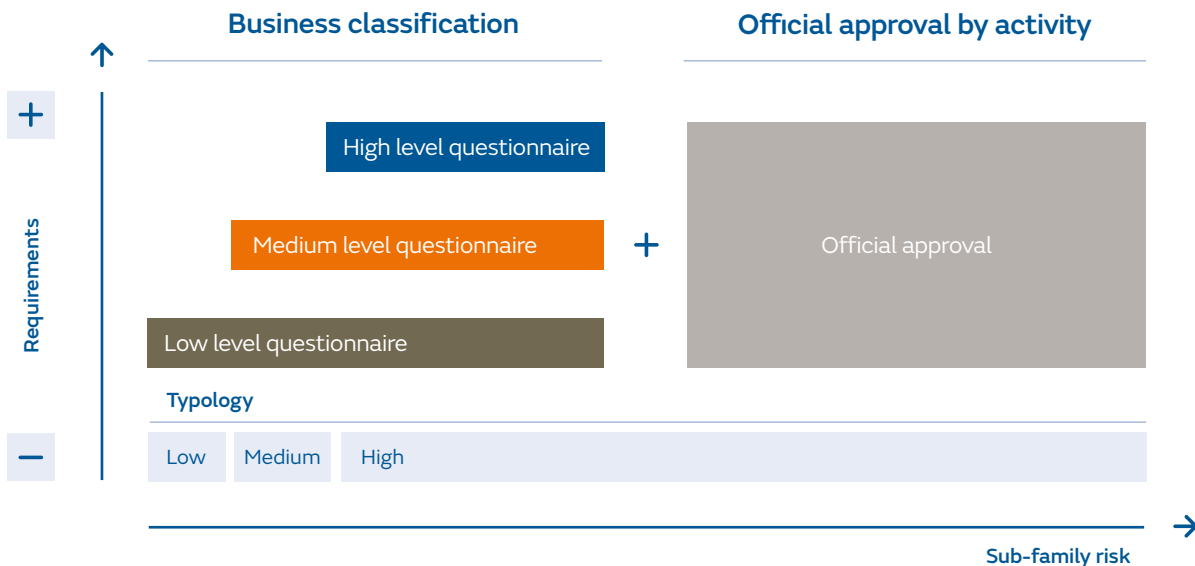 Business classification
Official approval by activity
+
High level questionnaire
Requirements
Medium level questionnaire
+
Official approval
Low level questionnaire
Typology
−
Low
Medium
High
Sub-family risk